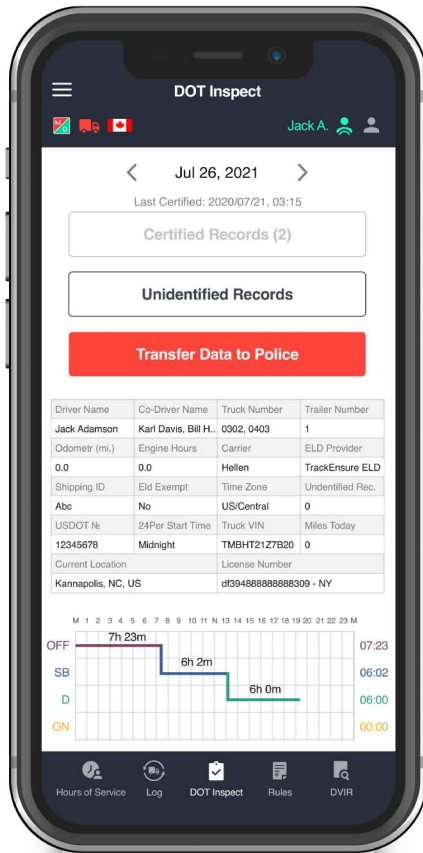 DOT Inspect
M D Jack A.
Jul 26, 2021
Last Certified: 2020/07/21, 03:15
Certified Records (2)
Unidentified Records
Transfer Data to Police
Driver Name Co-Driver Name Truck Number Trailer Number
Jack Adamson Karl Davis, Bill H.. 0302, 0403 1
Odometr (mi.) Engine Hours Carrier ELD Provider
0.0 0.0 Hellen TrackEnsure ELD
Shipping ID Eld Exempt Time Zone Undentified Rec.
Abc No US/Central 0
USDOT № 24Per Start Time Truck VIN Miles Today
12345678 Midnight TMBHT21Z7B20 0
Current Location License Number
Kannapolis, NC, US df394888888888309 - NY
M 1 2 3 4 5 6 7 8 9 10 11 N 13 14 15 16 17 18 19 20 21 22 23 M
OFF 7h 23m 07:23
SB 6h 2m 06:02
D 6h 0m 06:00
ON 00:00
Hours of Service Log DOT Inspect Rules DVIR